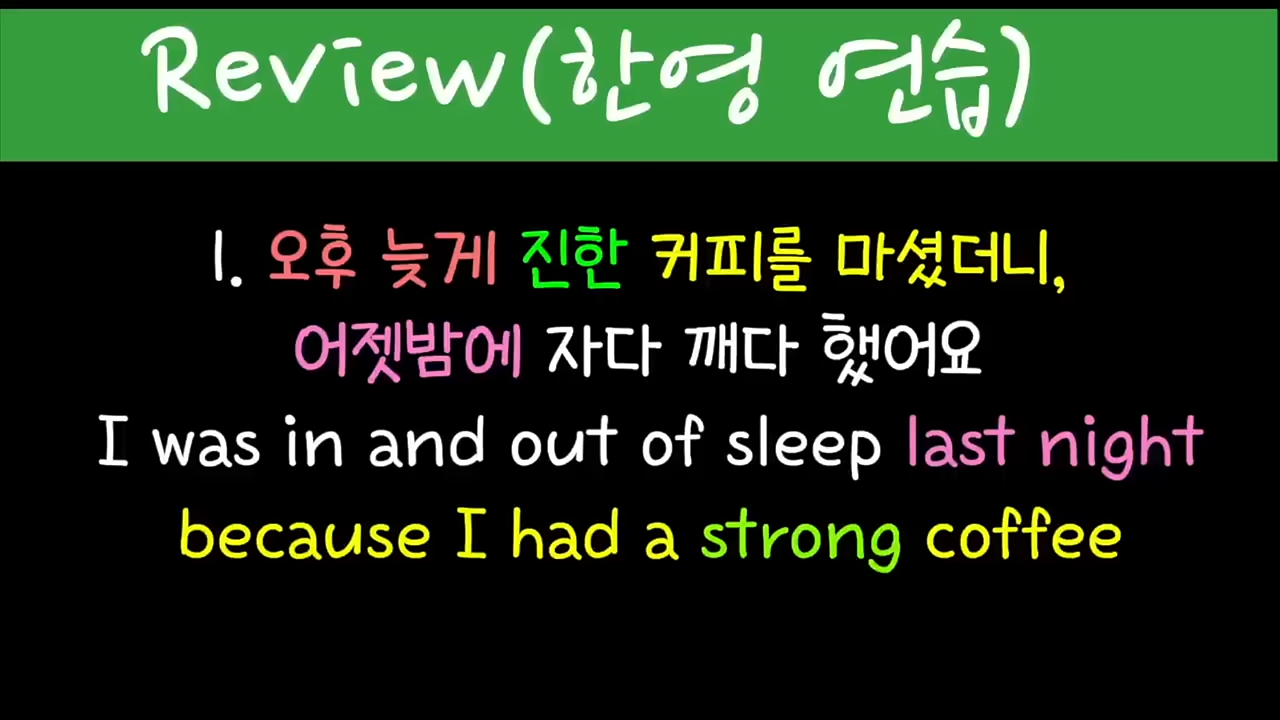 Review(한영 연습)
1. 오후 늦게 진한 커피를 마셨더니,
어젯밤에 자다 깨다 했어요
I was in and out of sleep last night
because I had a strong coffee